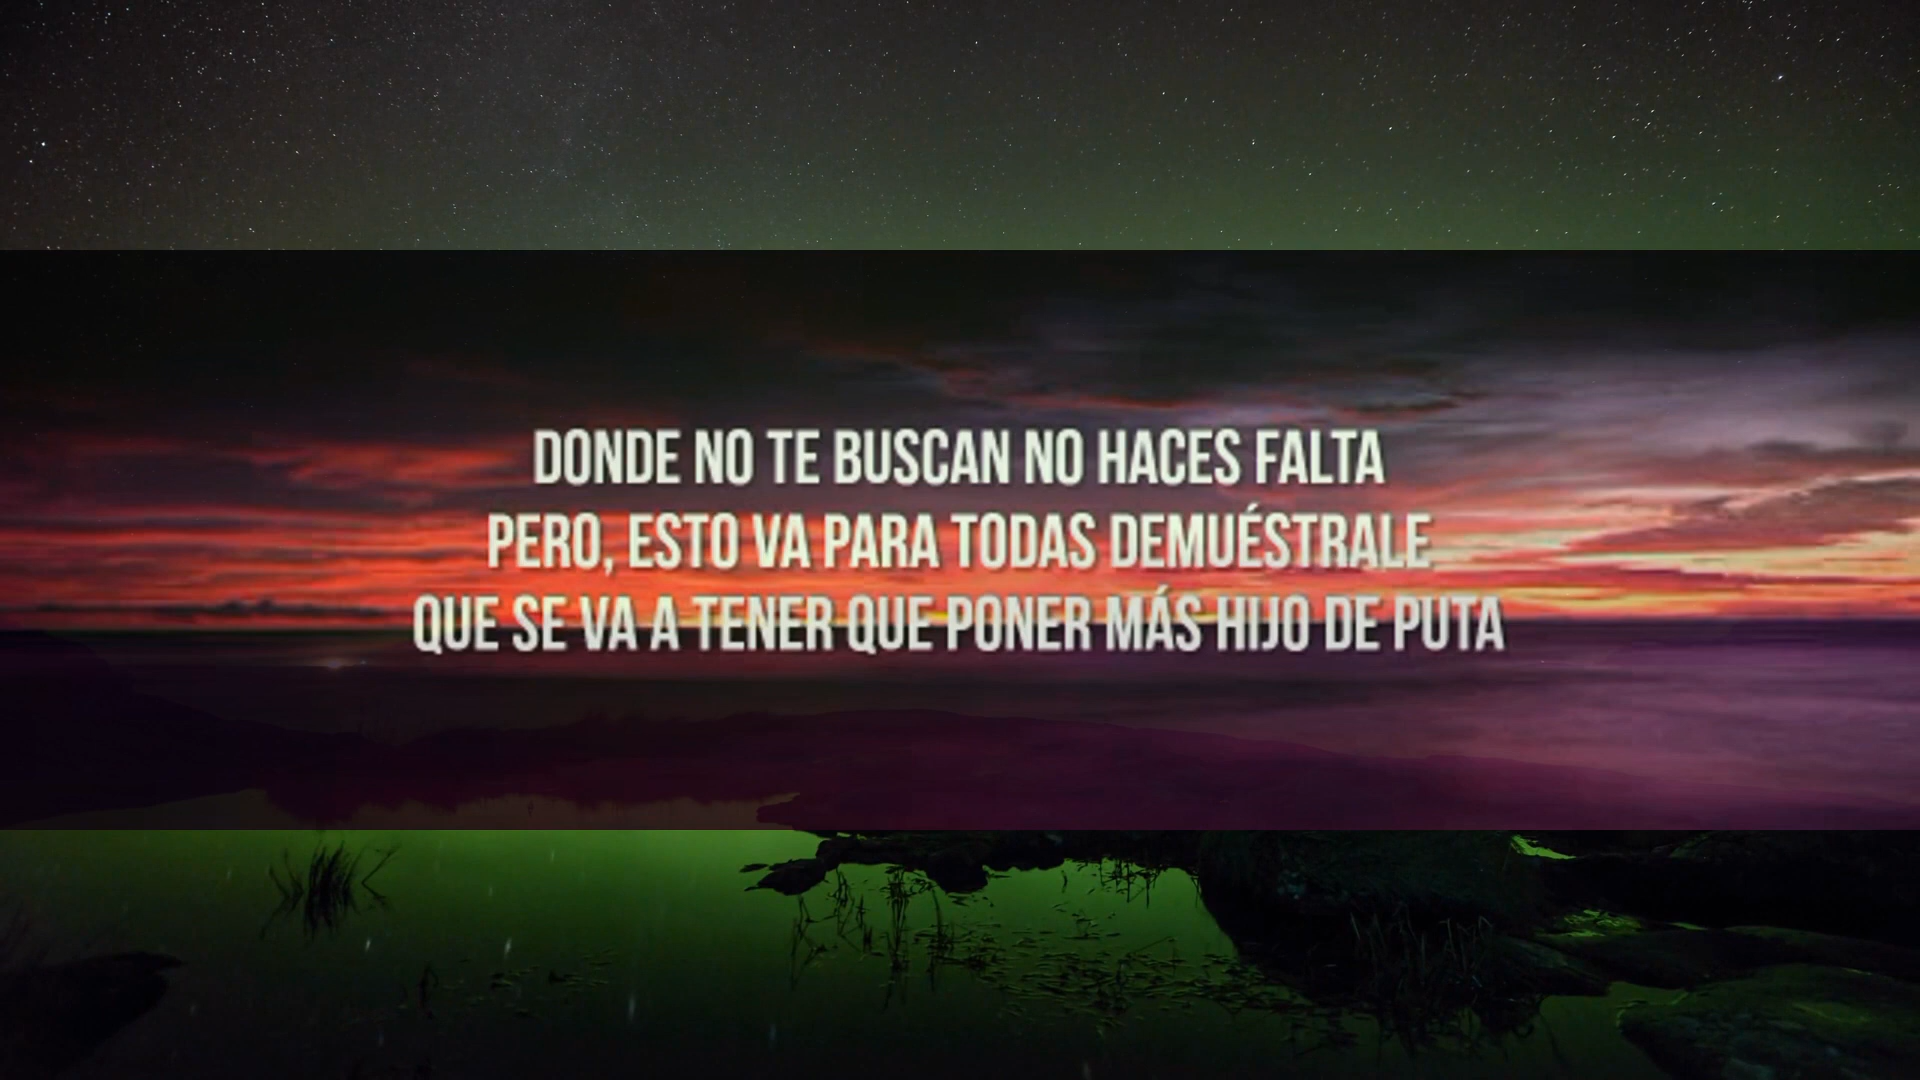 DONDE NO TE BUSCAN NO HACES FALTA
PERO, ESTO VA PARA TODAS DEMUÉSTRALE
QUE SE VA A TENER QUE PONER MÁS HIJO DE PUTA